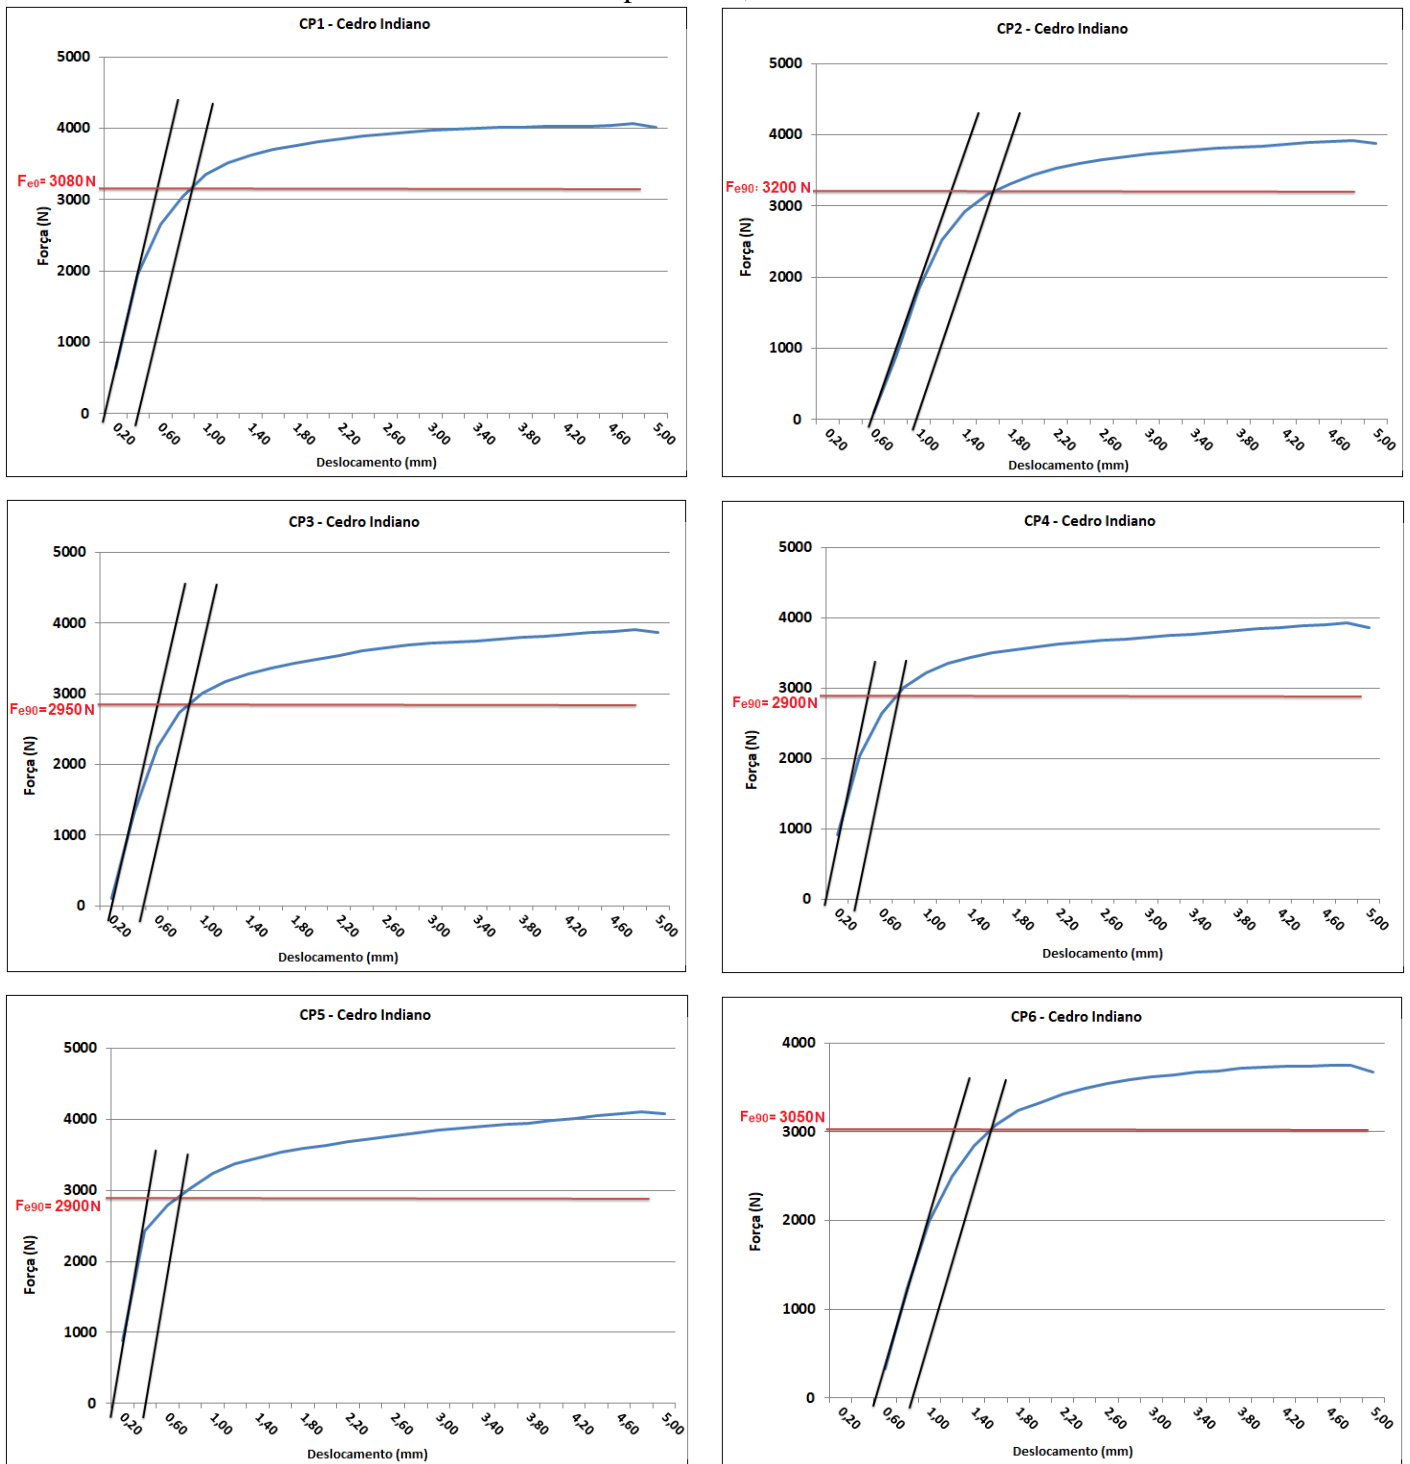 CP1 - Cedro Indiano
5000
4000
Fe0= 3080 N
3000
2000
1000
0
Força (N)
0,20 0,60 1,00 1,40 1,80 2,20 2,60 3,00 3,40 3,80 4,20 4,60 5,00
Deslocamento (mm)
CP2 - Cedro Indiano
5000
4000
Fe90: 3200 N
3000
2000
1000
0
Força (N)
0,20 0,60 1,00 1,40 1,80 2,20 2,60 3,00 3,40 3,80 4,20 4,60 5,00
Deslocamento (mm)
CP3 - Cedro Indiano
5000
4000
3000
Fe90=2950 N
2000
1000
0
Força (N)
0,20 0,60 1,00 1,40 1,80 2,20 2,60 3,00 3,40 3,80 4,20 4,60 5,00
Deslocamento (mm)
CP4 - Cedro Indiano
5000
4000
3000
Fe90= 2900N
2000
1000
0
Força (N)
0,20 0,60 1,00 1,40 1,80 2,20 2,60 3,00 3,40 3,80 4,20 4,60 5,00
Deslocamento (mm)
CP5 - Cedro Indiano
5000
4000
3000
Fe90= 2900N
2000
1000
0
Força (N)
0,20 0,60 1,00 1,40 1,80 2,20 2,60 3,00 3,40 3,80 4,20 4,60 5,00
Deslocamento (mm)
CP6 - Cedro Indiano
4000
Fe90= 3050N
3000
2000
1000
0
Força (N)
0,20 0,60 1,00 1,40 1,80 2,20 2,60 3,00 3,40 3,80 4,20 4,60 5,00
Deslocamento (mm)